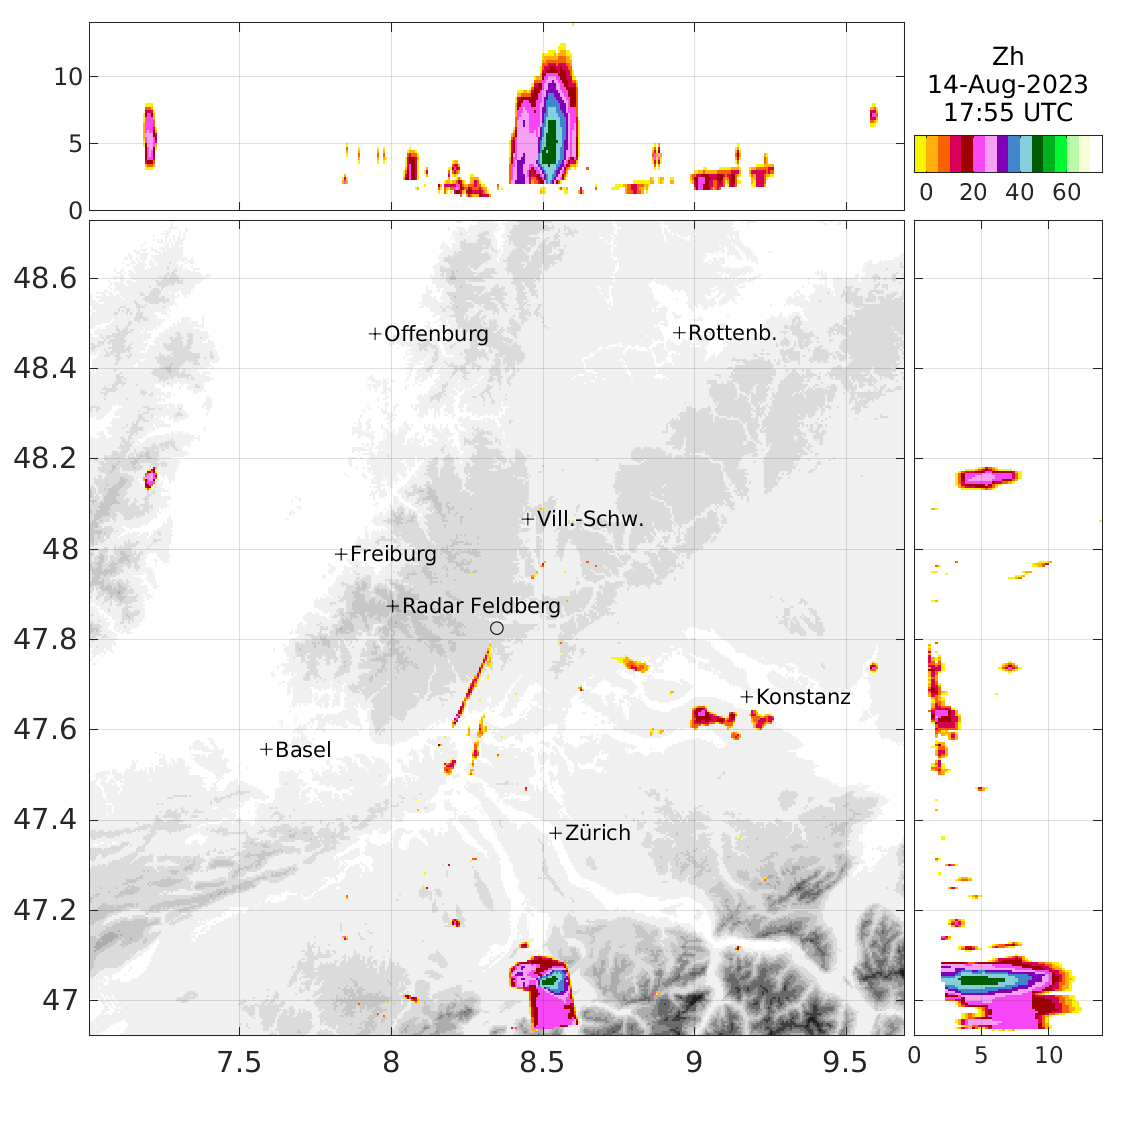 Zh
14-Aug-2023
17:55 UTC
0 20 40 60
10
5
0
48.6
48.4
48.2
48
47.8
47.6
47.4
47.2
47
+Offenburg
+Rottenb.
+Vill.-Schw.
+Freiburg
+Radar Feldberg
+Konstanz
+Basel
+Zürich
7.5 8 8.5 9 9.5
0 5 10